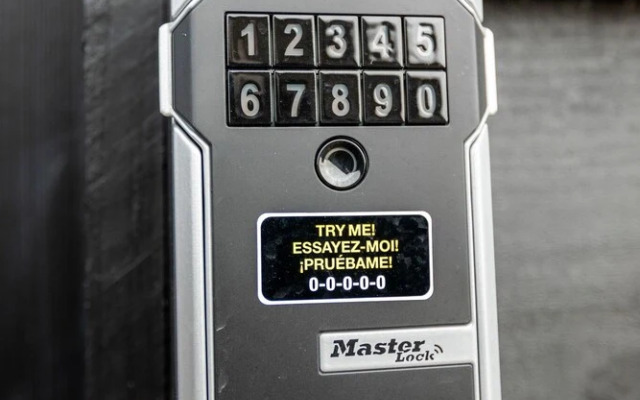 1 2 3 4 5
6 7 8 9 0
TRY ME!
ESSAYEZ-MOI!
¡PRUÉBAME!
0-0-0-0-0
Master
Lock